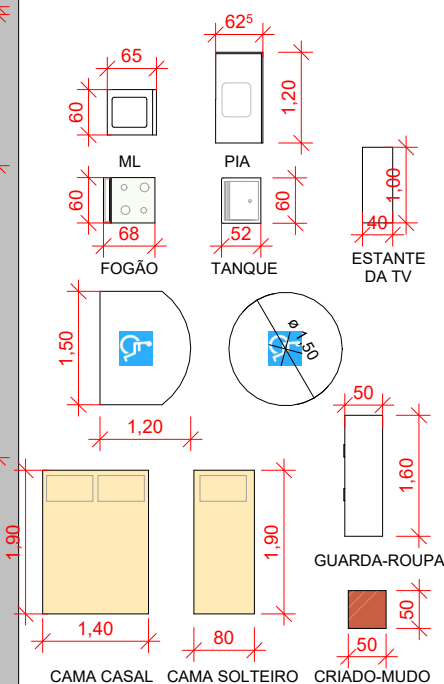 62⁵
65
60
1,20
ML
PIA
60
68
FOGÃO
60
52
TANQUE
1,00
40
ESTANTE
DA TV
1,50
1,20
ø 1,50
50
1,60
GUARDA-ROUPA
1,90
1,40
CAMA CASAL
1,90
80
CAMA SOLTEIRO
50
50
CRIADO-MUDO